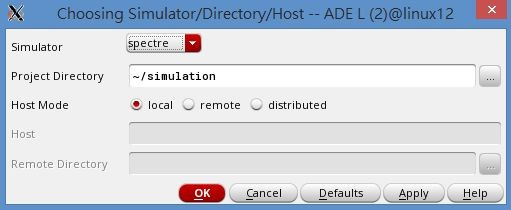 Choosing Simulator/Directory/Host -- ADE L (2)@linux12
Simulator spectre
Project Directory ~/simulation ...
Host Mode local remote distributed
Host
Remote Directory ...
OK Cancel Defaults Apply Help